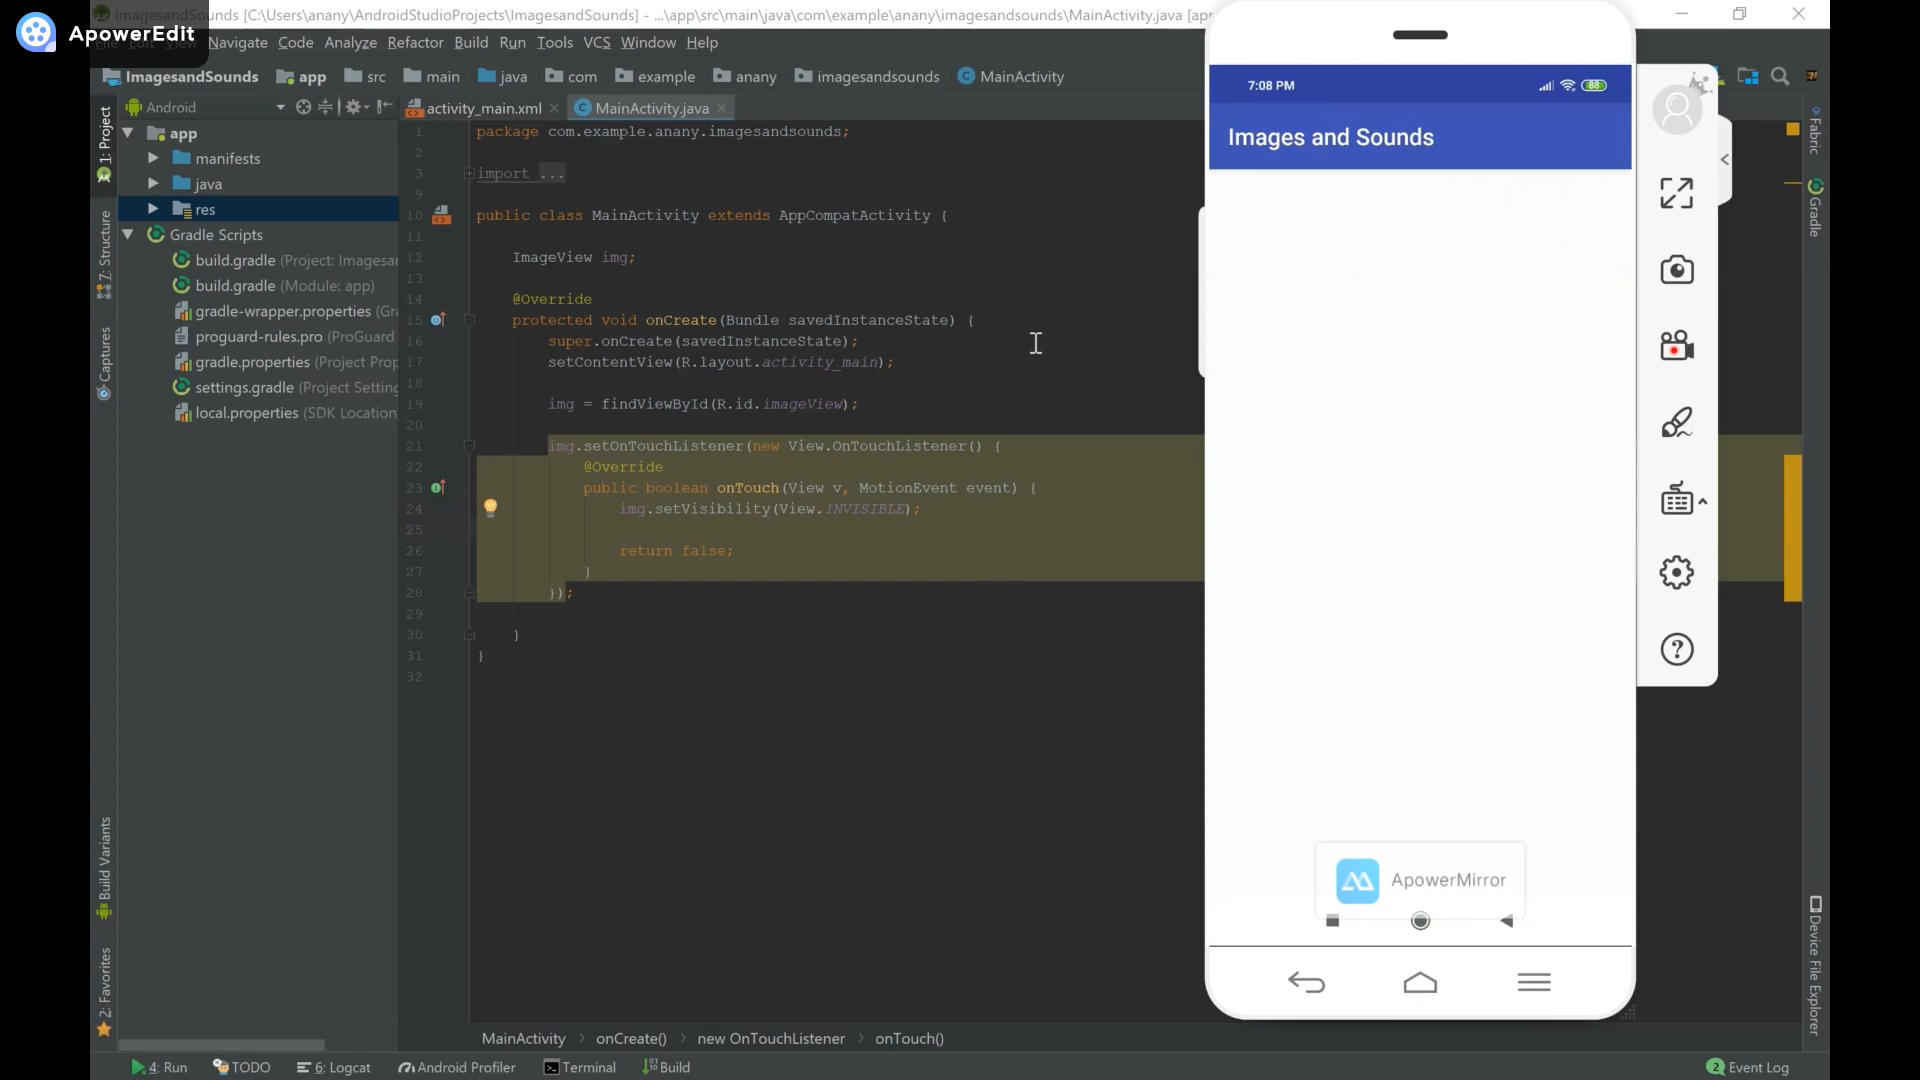 ApowerEdit
ImagesandSounds [C:\Users\anany\AndroidStudioProjects\ImagesandSounds] - ...\app\src\main\java\com\example\anany\imagesandsounds\MainActivity.java [app
Navigate Code Analyze Refactor Build Run Tools VCS Window Help
ImagesandSounds app src main java com example anany imagesandsounds MainActivity
Android
activity_main.xml
MainActivity.java
1: Project
7: Structure
Captures
Build Variants
2: Favorites
app
manifests
java
res
Gradle Scripts
build.gradle (Project: Imagesar
build.gradle (Module: app)
gradle-wrapper.properties (Gra
proguard-rules.pro (ProGuard
gradle.properties (Project Prop
settings.gradle (Project Setting
local.properties (SDK Location
1 package com.example.anany.imagesandsounds;
2
3 import ...
9
10 public class MainActivity extends AppCompatActivity {
11
12 ImageView img;
13
14 @Override
15 protected void onCreate(Bundle savedInstanceState) {
16 super.onCreate(savedInstanceState);
17 setContentView(R.layout.activity_main);
18
19 img = findViewById(R.id.imageView);
20
21 img.setOnTouchListener(new View.OnTouchListener() {
22 @Override
23 public boolean onTouch(View v, MotionEvent event) {
24 img.setVisibility(View.INVISIBLE);
25
26 return false;
27 }
28 });
29
30 }
31 }
32
7:08 PM
88
Images and Sounds
ApowerMirror
Fabric
Gradle
Device File Explorer
MainActivity onCreate() new OnTouchListener onTouch()
4: Run TODO 6: Logcat Android Profiler Terminal Build
2 Event Log